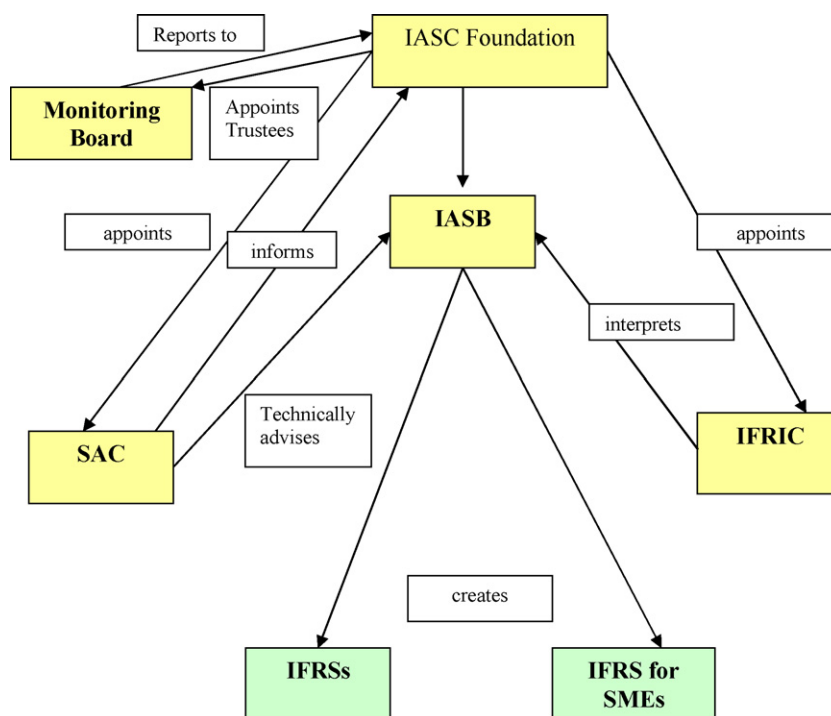 Reports to
IASC Foundation
Monitoring
Board
Appoints
Trustees
IASB
appoints
informs
appoints
interprets
Technically
advises
SAC
IFRIC
creates
IFRSs
IFRS for
SMEs